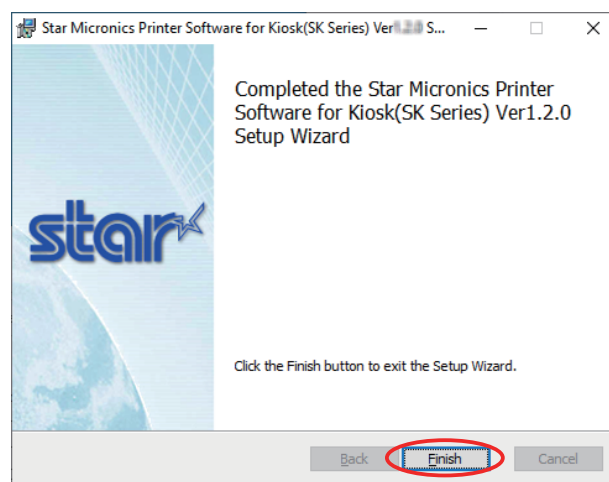 Star Micronics Printer Software for Kiosk(SK Series) Ver S...
Completed the Star Micronics Printer
Software for Kiosk(SK Series) Ver1.2.0
Setup Wizard
star
Click the Finish button to exit the Setup Wizard.
Back Finish Cancel